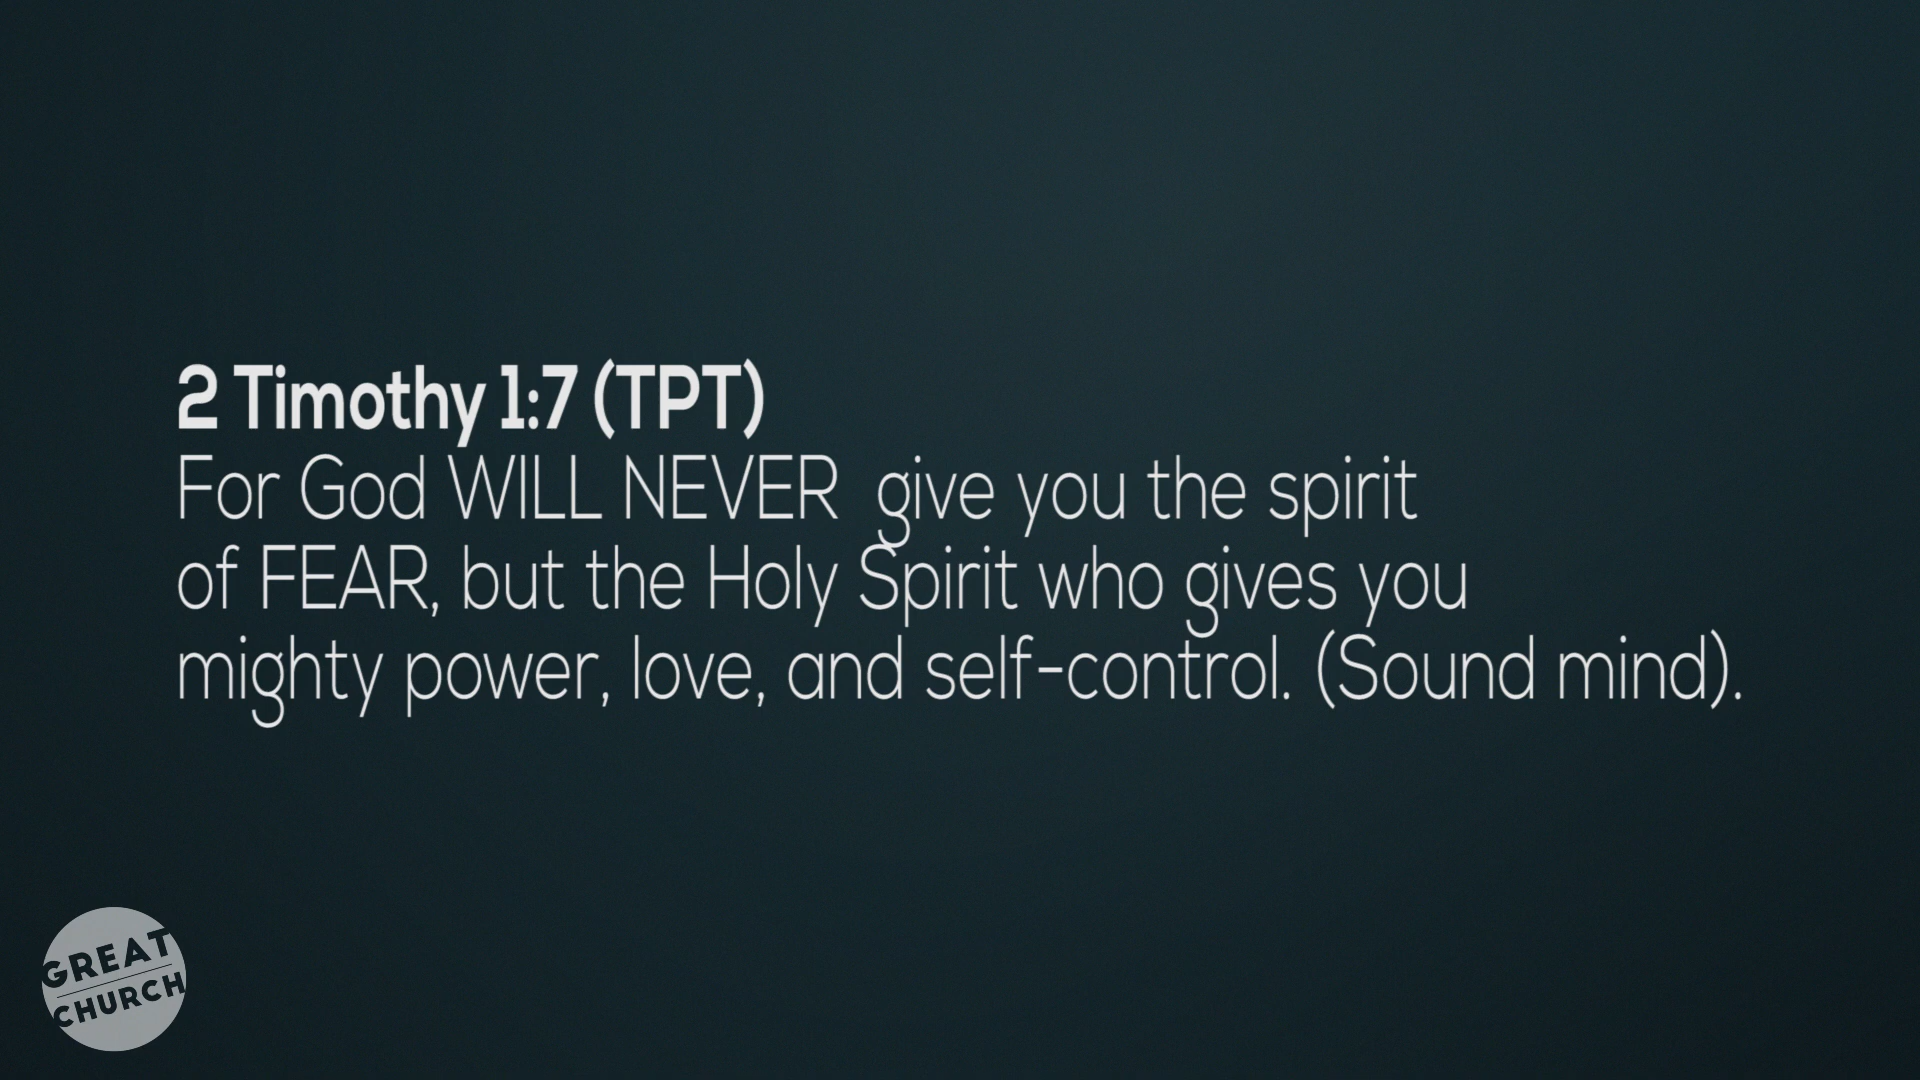 2 Timothy 1:7 (TPT)
For God WILL NEVER  give you the spirit
of FEAR, but the Holy Spirit who gives you
mighty power, love, and self-control. (Sound mind).
GREAT
CHURCH